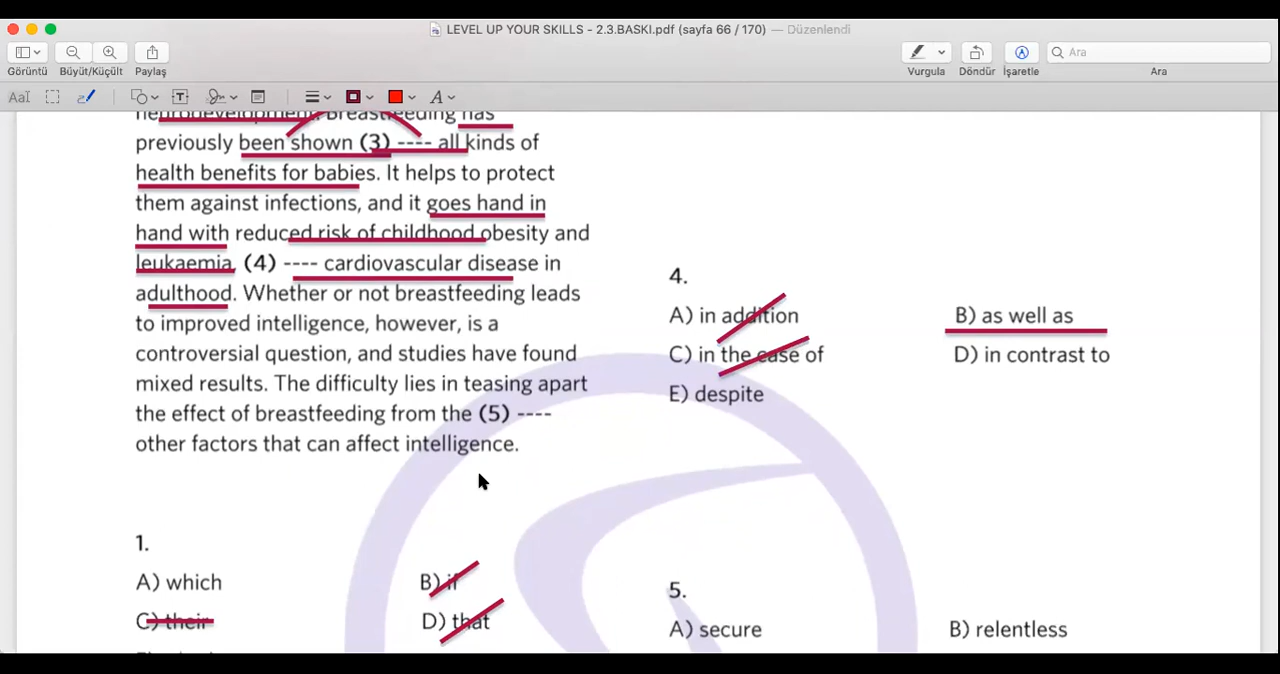 LEVEL UP YOUR SKILLS - 2.3.BASKI.pdf (sayfa 66 / 170) — Düzenlendi
Görüntü
Büyüt/Küçült
Paylaş
Vurgula
Döndür
İşaretle
Ara
Ara
neurodevelopment. Breastfeeding has
previously been shown (3) ---- all kinds of
health benefits for babies. It helps to protect
them against infections, and it goes hand in
hand with reduced risk of childhood obesity and
leukaemia, (4) ---- cardiovascular disease in
adulthood. Whether or not breastfeeding leads
to improved intelligence, however, is a
controversial question, and studies have found
mixed results. The difficulty lies in teasing apart
the effect of breastfeeding from the (5) ----
other factors that can affect intelligence.
1.
A) which
B) if
C) their
D) that
4.
A) in addition
B) as well as
C) in the case of
D) in contrast to
E) despite
5.
A) secure
B) relentless